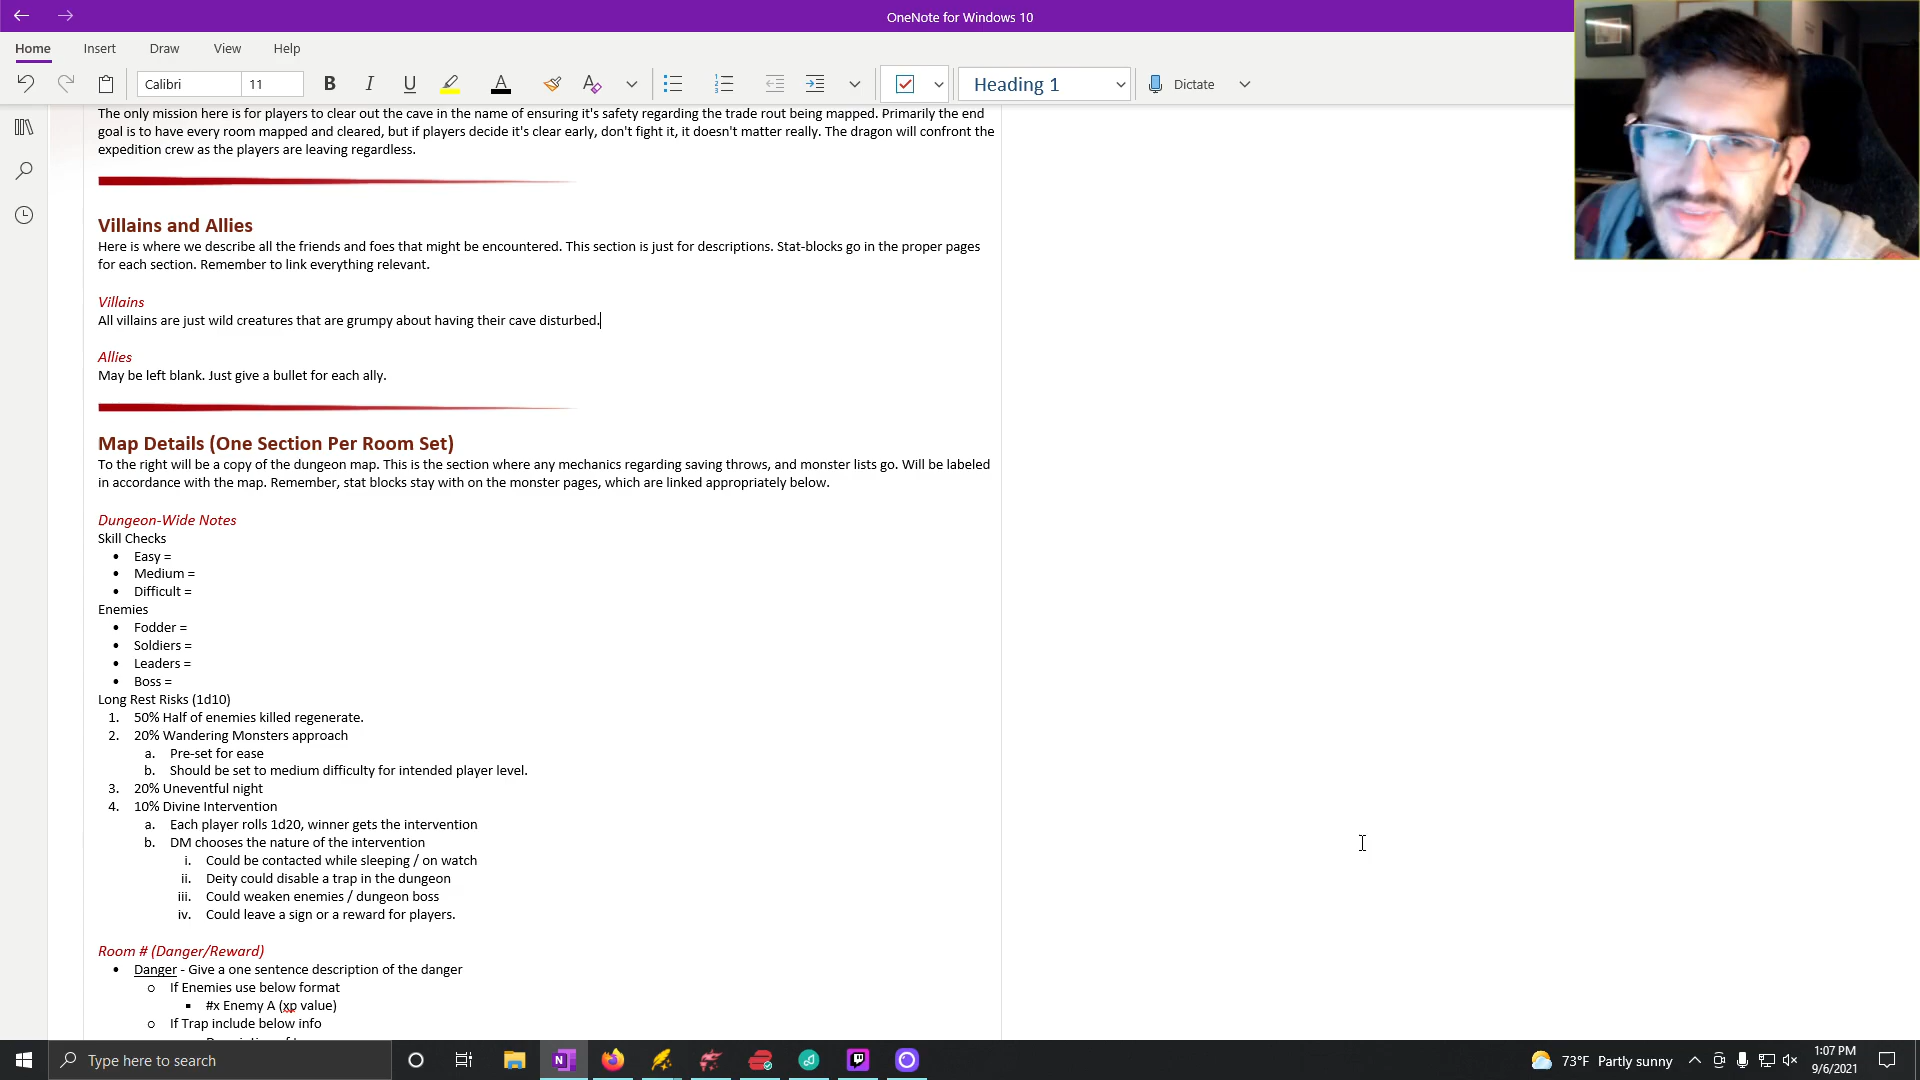 OneNote for Windows 10
Home Insert Draw View Help
Calibri 11 B I U A A Heading 1 Dictate
The only mission here is for players to clear out the cave in the name of ensuring it's safety regarding the trade rout being mapped. Primarily the end
goal is to have every room mapped and cleared, but if players decide it's clear early, don't fight it, it doesn't matter really. The dragon will confront the
expedition crew as the players are leaving regardless.
Villains and Allies
Here is where we describe all the friends and foes that might be encountered. This section is just for descriptions. Stat-blocks go in the proper pages
for each section. Remember to link everything relevant.
Villains
All villains are just wild creatures that are grumpy about having their cave disturbed.
Allies
May be left blank. Just give a bullet for each ally.
Map Details (One Section Per Room Set)
To the right will be a copy of the dungeon map. This is the section where any mechanics regarding saving throws, and monster lists go. Will be labeled
in accordance with the map. Remember, stat blocks stay with on the monster pages, which are linked appropriately below.
Dungeon-Wide Notes
Skill Checks
• Easy =
• Medium =
• Difficult =
Enemies
• Fodder =
• Soldiers =
• Leaders =
• Boss =
Long Rest Risks (1d10)
1. 50% Half of enemies killed regenerate.
2. 20% Wandering Monsters approach
a. Pre-set for ease
b. Should be set to medium difficulty for intended player level.
3. 20% Uneventful night
4. 10% Divine Intervention
a. Each player rolls 1d20, winner gets the intervention
b. DM chooses the nature of the intervention
i. Could be contacted while sleeping / on watch
ii. Deity could disable a trap in the dungeon
iii. Could weaken enemies / dungeon boss
iv. Could leave a sign or a reward for players.
Room # (Danger/Reward)
• Danger - Give a one sentence description of the danger
o If Enemies use below format
▪ #x Enemy A (xp value)
o If Trap include below info
Type here to search
73°F Partly sunny
1:07 PM
9/6/2021